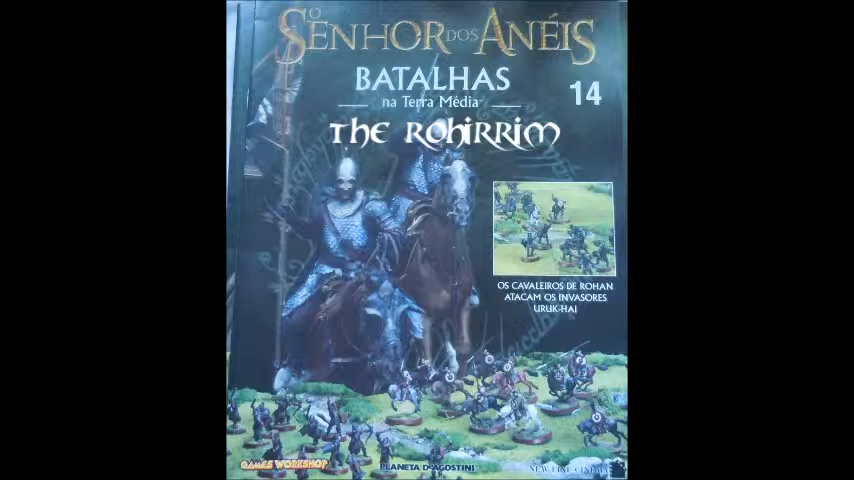 O SENHOR DOS ANÉIS
BATALHAS
na Terra Média
14
THE ROHIRRIM
OS CAVALEIROS DE ROHAN
ATACAM OS INVASORES
URUK-HAI
GAMES WORKSHOP
PLANETA DEAGOSTINI
NEW LINE CINEMA